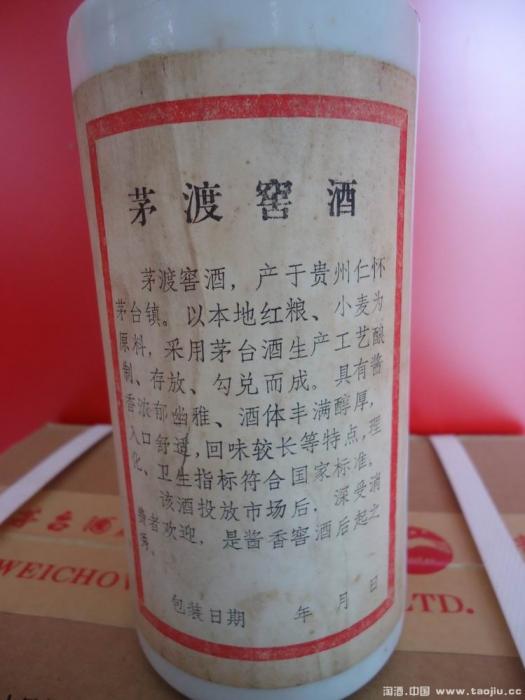 茅渡窖酒
茅渡窖酒，产于贵州仁怀
茅台镇。以本地红粮、小麦为
原料，采用茅台酒生产工艺酿
制、存放、勾兑而成。具有酱
香浓郁幽雅、酒体丰满醇厚，
入口舒适，回味较长等特点，理
化、卫生指标符合国家标准。
该酒投放市场后，深受消
费者欢迎，是酱香窖酒后起之
秀。
包装日期 年 月 日
WEICHOW
LTD.
淘酒.中国 www.taojiu.cc